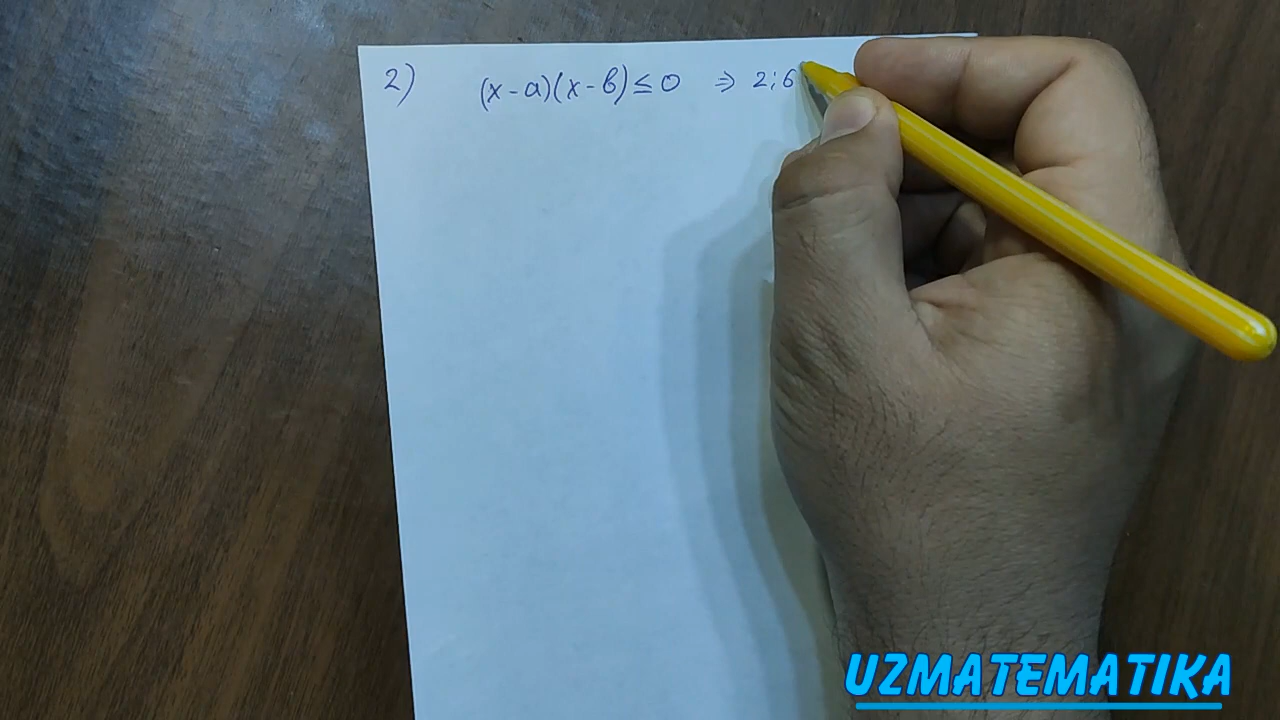 2) (x-a)(x-b)≤0 ⇒ 2;6
UZMATEMATIKA